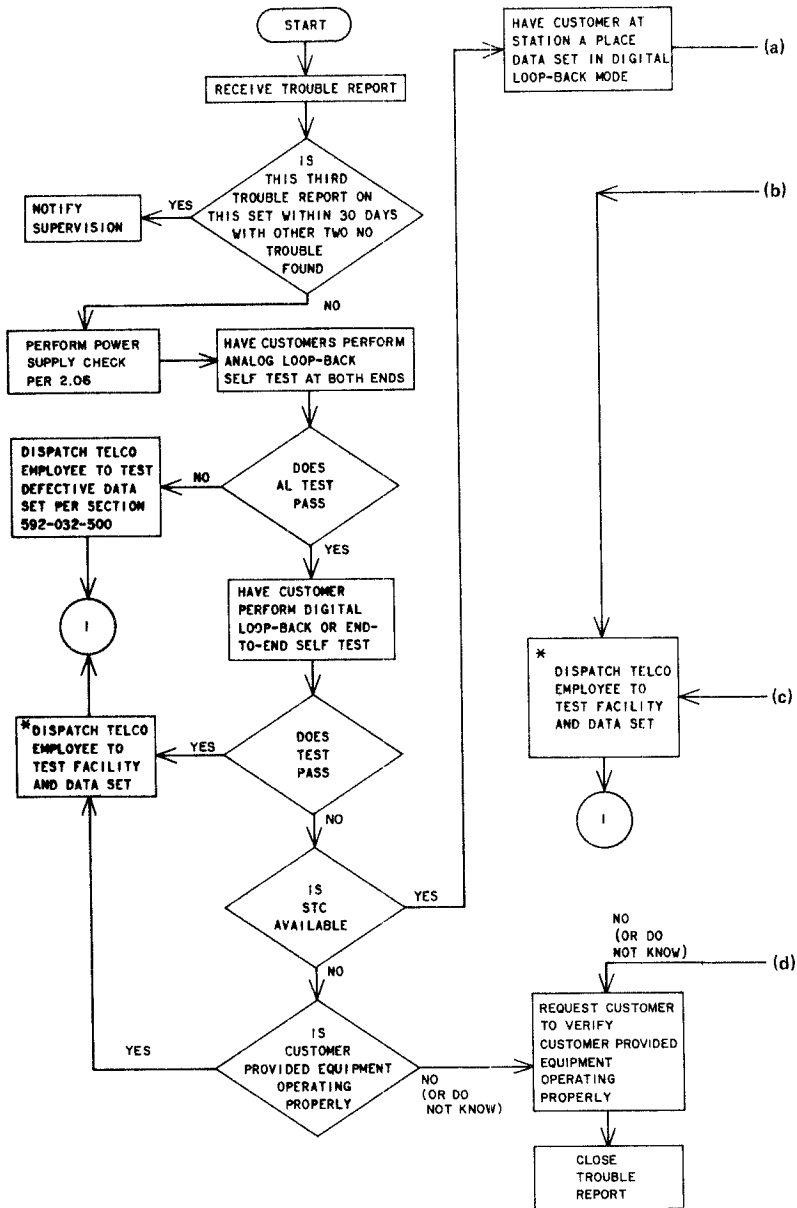 START
RECEIVE TROUBLE REPORT
IS
THIS THIRD
TROUBLE REPORT ON
THIS SET WITHIN 30 DAYS
WITH OTHER TWO NO
TROUBLE
FOUND
YES
NOTIFY
SUPERVISION
NO
PERFORM POWER
SUPPLY CHECK
PER 2.06
HAVE CUSTOMERS PERFORM
ANALOG LOOP-BACK
SELF TEST AT BOTH ENDS
DOES
AL TEST
PASS
NO
DISPATCH TELCO
EMPLOYEE TO TEST
DEFECTIVE DATA
SET PER SECTION
592-032-500
I
YES
HAVE CUSTOMER
PERFORM DIGITAL
LOOP-BACK OR END-
TO-END SELF TEST
DOES
TEST
PASS
YES
*DISPATCH TELCO
EMPLOYEE TO
TEST FACILITY
AND DATA SET
NO
IS
STC
AVAILABLE
YES
NO
IS
CUSTOMER
PROVIDED EQUIPMENT
OPERATING
PROPERLY
YES
NO
(OR DO
NOT KNOW)
HAVE CUSTOMER AT
STATION A PLACE
DATA SET IN DIGITAL
LOOP-BACK MODE
(a)
(b)
*
DISPATCH TELCO
EMPLOYEE TO
TEST FACILITY
AND DATA SET
(c)
I
NO
(OR DO
NOT KNOW)
(d)
REQUEST CUSTOMER
TO VERIFY
CUSTOMER PROVIDED
EQUIPMENT
OPERATING
PROPERLY
CLOSE
TROUBLE
REPORT